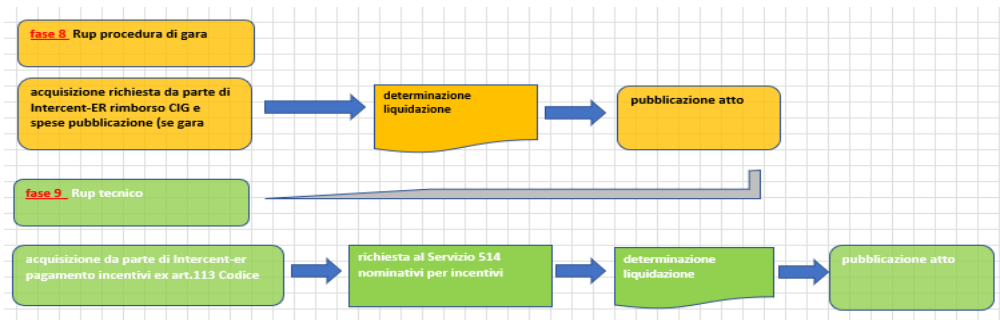 fase 8 Rup procedura di gara
acquisizione richiesta da parte di
Intercent-ER rimborso CIG e
spese pubblicazione (se gara
determinazione
liquidazione
pubblicazione atto
fase 9 Rup tecnico
acquisizione da parte di Intercent-er
pagamento incentivi ex art.113 Codice
richiesta al Servizio 514
nominativi per incentivi
determinazione
liquidazione
pubblicazione atto